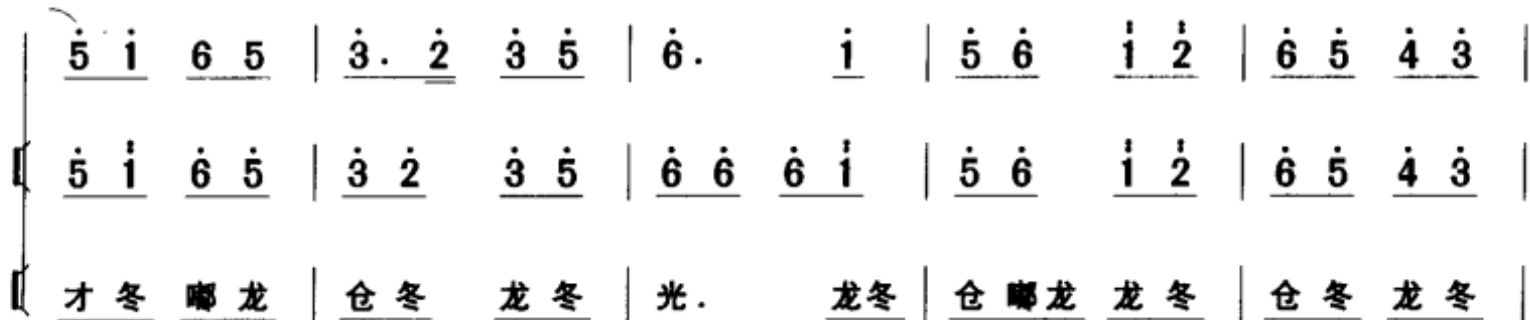 5̇ i̇ 6 5 | 3̇. 2̇ 3̇ 5̇ | 6̇. i̇ | 5̇ 6̇ 1̈ 2̈ | 6̇ 5̇ 4̇ 3̇ |
5̇ 1̈ 6̇ 5̇ | 3̇ 2̇ 3̇ 5̇ | 6̇ 6̇ 6̇ 1̈ | 5̇ 6̇ 1̈ 2̈ | 6̇ 5̇ 4̇ 3̇ |
才冬 嘟龙 | 仓冬 龙冬 | 光. 龙冬 | 仓嘟龙 龙冬 | 仓冬 龙冬